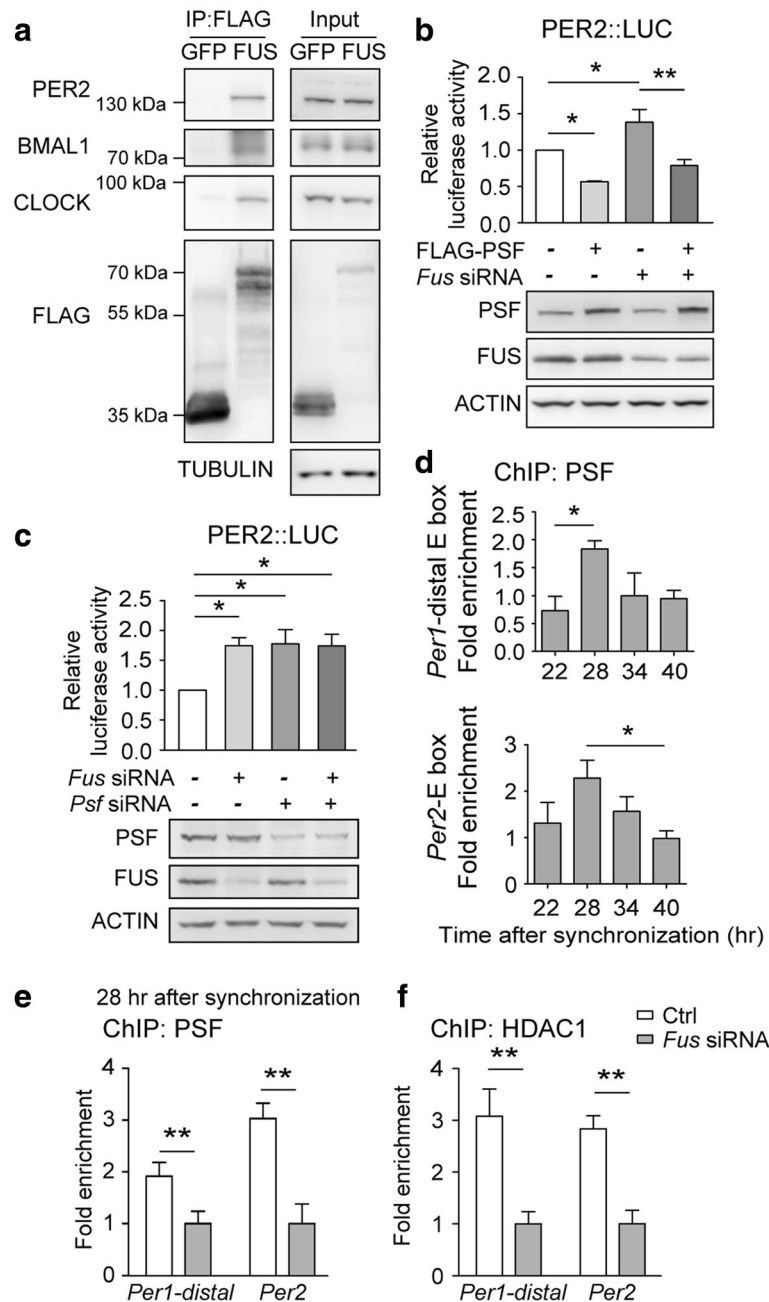 a
IP:FLAG Input
GFP FUS GFP FUS
PER2
130 kDa
BMAL1
70 kDa
100 kDa
CLOCK
70 kDa
FLAG
55 kDa
35 kDa
TUBULIN
b
PER2::LUC
Relative
luciferase activity
2.0
1.5
1.0
0.5
0.0
* **
*
FLAG-PSF - + - +
Fus siRNA - - + +
PSF
FUS
ACTIN
c
PER2::LUC
Relative
luciferase activity
2.5
2.0
1.5
1.0
0.5
0.0
*
*
*
Fus siRNA - + - +
Psf siRNA - - + +
PSF
FUS
ACTIN
d
ChIP: PSF
Per1-distal E box
Fold enrichment
2.5
2.0
1.5
1.0
0.5
0.0
*
22 28 34 40
Per2-E box
Fold enrichment
3
2
1
0
*
22 28 34 40
Time after synchronization (hr)
e
28 hr after synchronization
ChIP: PSF
Fold enrichment
4
3
2
1
0
** **
Per1-distal Per2
f
ChIP: HDAC1
Ctrl
Fus siRNA
Fold enrichment
4
3
2
1
0
** **
Per1-distal Per2